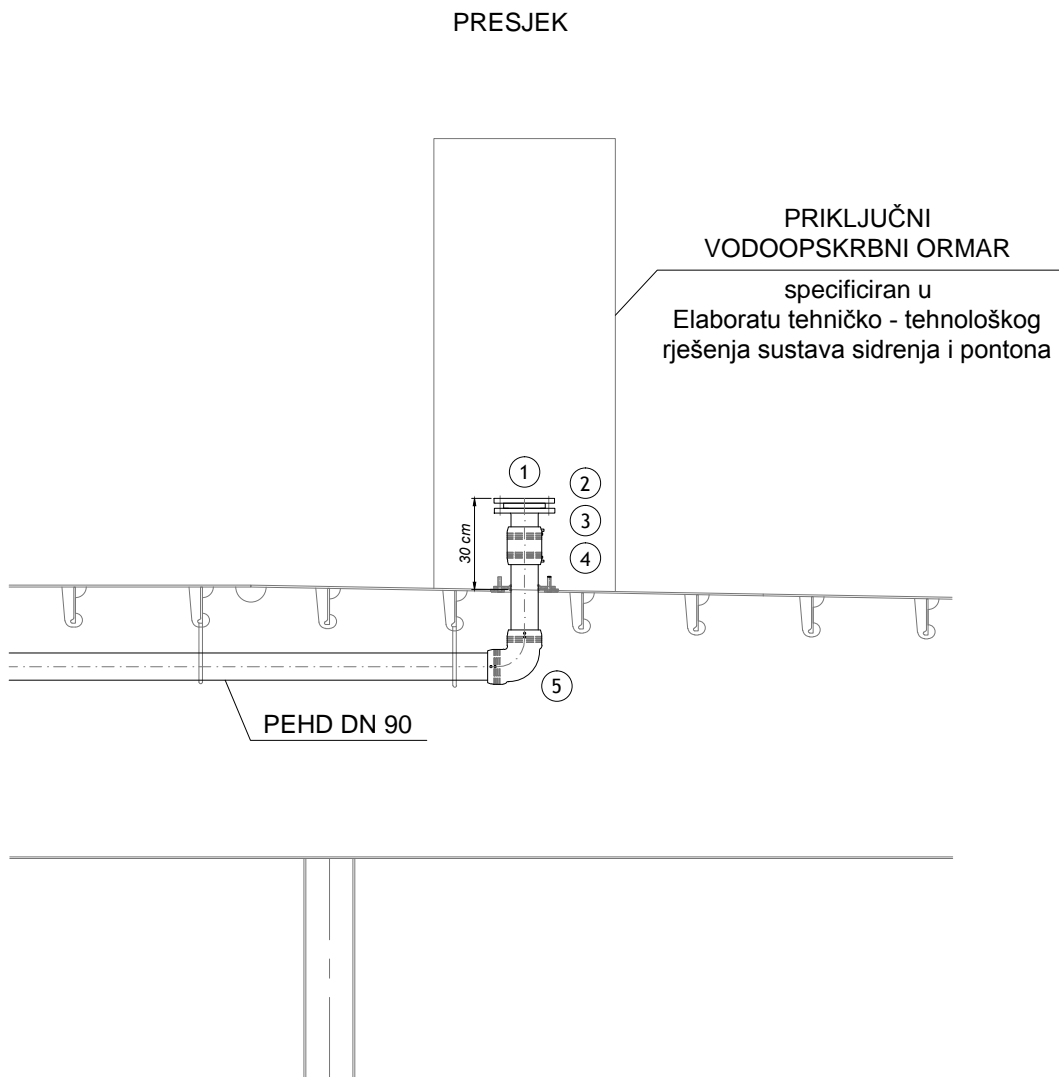 PRESJEK
PRIKLJUČNI
VODOOPSKRBNI ORMAR
specificiran u
Elaboratu tehničko - tehnološkog
rješenja sustava sidrenja i pontona
1
2
3
4
30 cm
5
PEHD DN 90